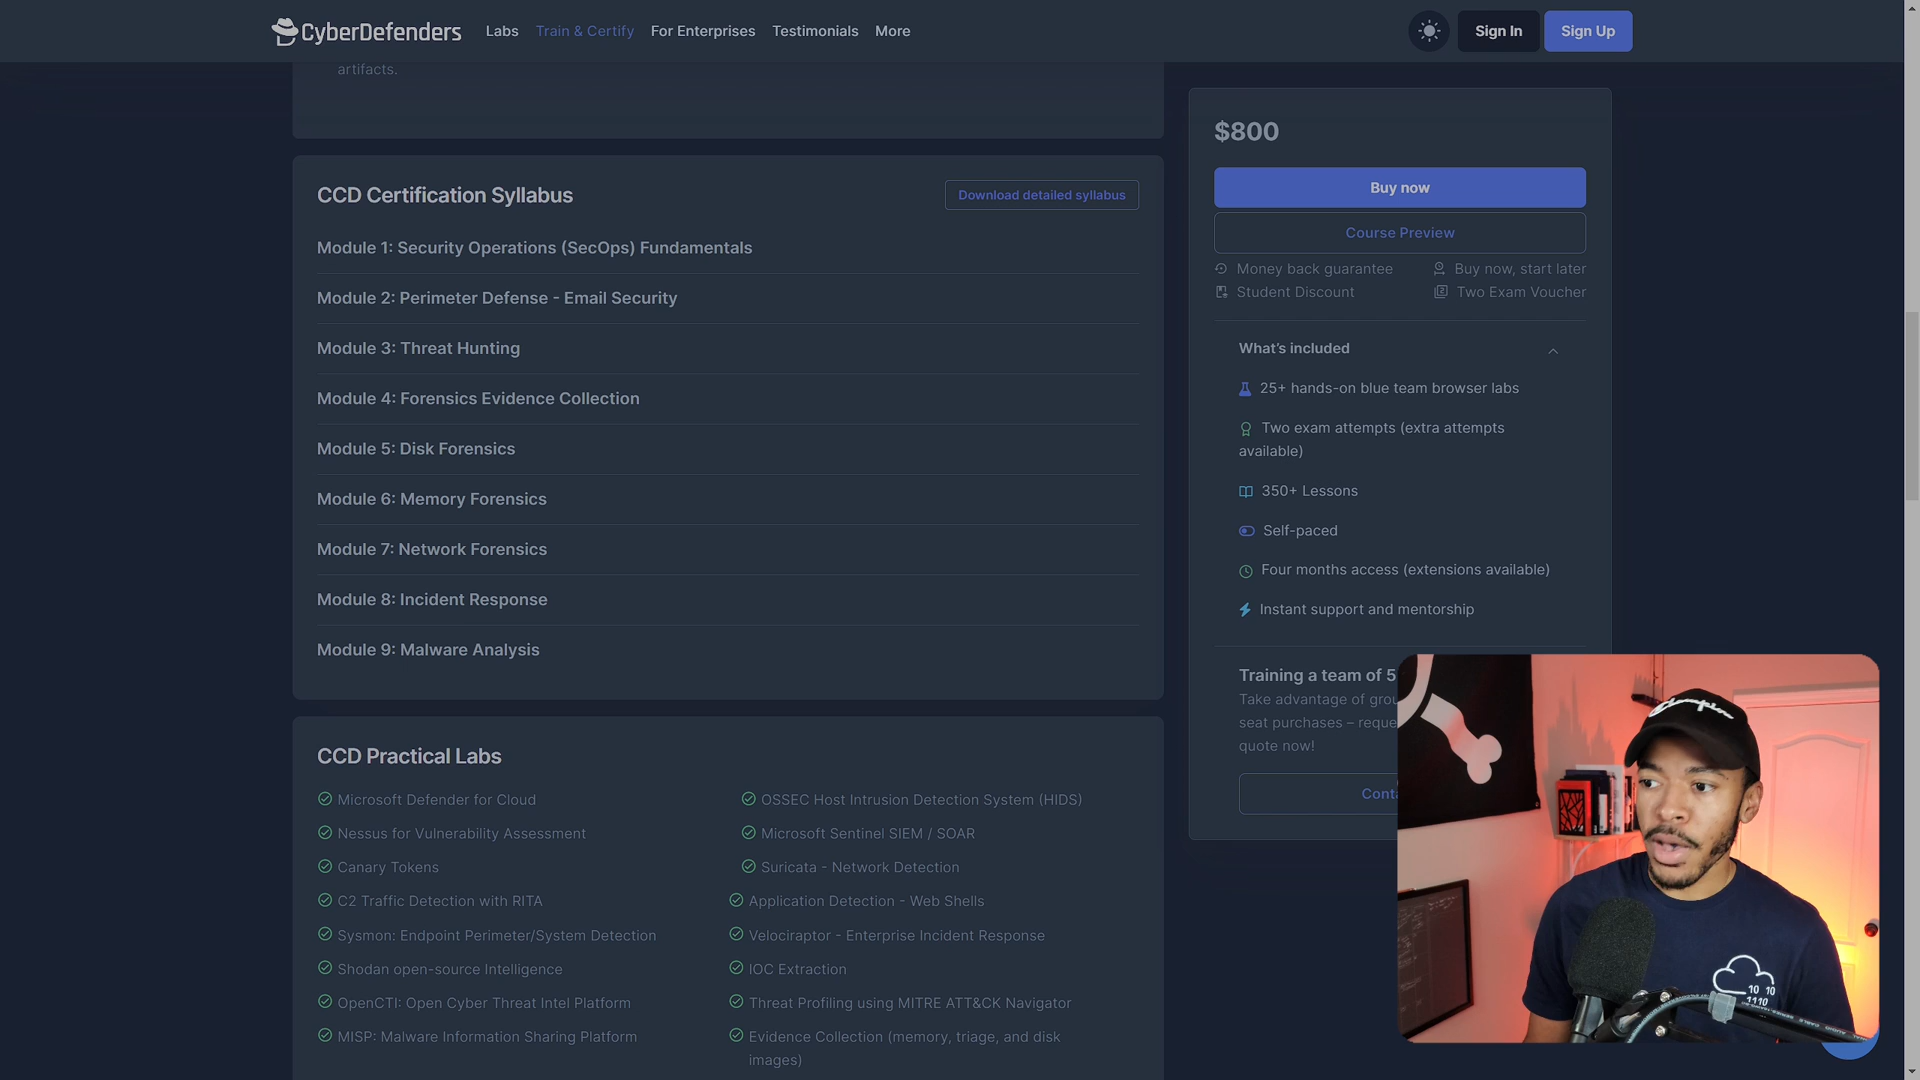 CyberDefenders
Labs
Train & Certify
For Enterprises
Testimonials
More
Sign In
Sign Up
artifacts.
CCD Certification Syllabus
Download detailed syllabus
Module 1: Security Operations (SecOps) Fundamentals
Module 2: Perimeter Defense - Email Security
Module 3: Threat Hunting
Module 4: Forensics Evidence Collection
Module 5: Disk Forensics
Module 6: Memory Forensics
Module 7: Network Forensics
Module 8: Incident Response
Module 9: Malware Analysis
CCD Practical Labs
Microsoft Defender for Cloud
Nessus for Vulnerability Assessment
Canary Tokens
C2 Traffic Detection with RITA
Sysmon: Endpoint Perimeter/System Detection
Shodan open-source Intelligence
OpenCTI: Open Cyber Threat Intel Platform
MISP: Malware Information Sharing Platform
OSSEC Host Intrusion Detection System (HIDS)
Microsoft Sentinel SIEM / SOAR
Suricata - Network Detection
Application Detection - Web Shells
Velociraptor - Enterprise Incident Response
IOC Extraction
Threat Profiling using MITRE ATT&CK Navigator
Evidence Collection (memory, triage, and disk
images)
$800
Buy now
Course Preview
Money back guarantee
Buy now, start later
Student Discount
Two Exam Voucher
What's included
25+ hands-on blue team browser labs
Two exam attempts (extra attempts
available)
350+ Lessons
Self-paced
Four months access (extensions available)
Instant support and mentorship
Training a team of 5
Take advantage of grou
seat purchases – reque
quote now!
Conta
Champion
10 10
1110